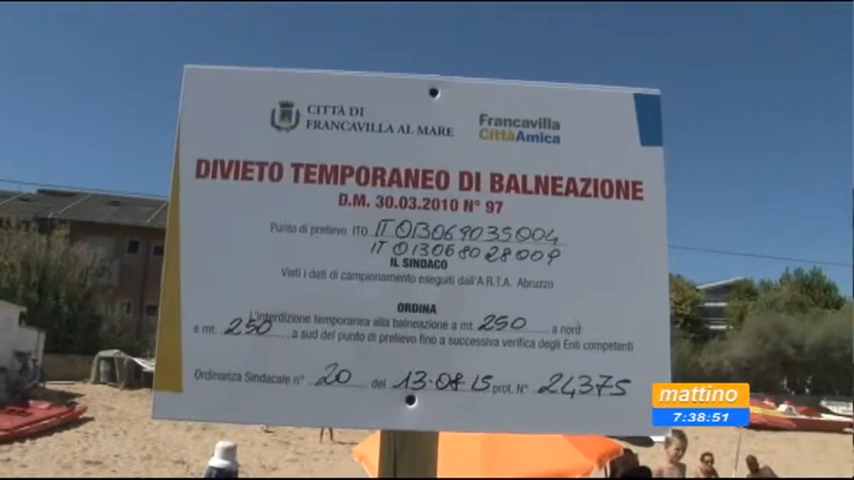 CITTÀ DI
FRANCAVILLA AL MARE
Francavilla
CittàAmica
DIVIETO TEMPORANEO DI BALNEAZIONE
D.M. 30.03.2010 N° 97
Punto di prelievo ITO IT013069035004
IT013068028009
IL SINDACO
Visti i dati di campionamento eseguiti dall'A.R.T.A. Abruzzo
ORDINA
L'interdizione temporanea alla balneazione a mt. 250 a nord
e mt. 250 a sud del punto di prelievo fino a successiva verifica degli Enti competenti
Ordinanza Sindacale n° 20 del 13-08-15 prot. N° 24375
mattino
7:38:51